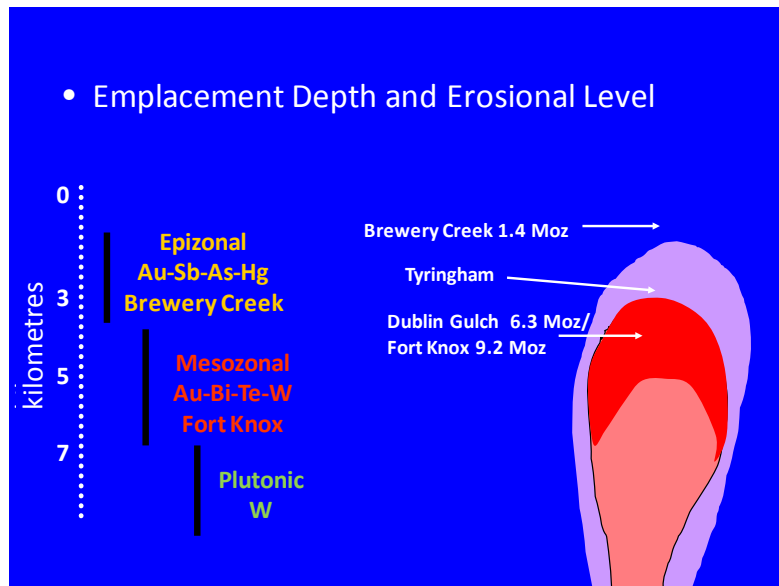 • Emplacement Depth and Erosional Level
0
3
5
7
kilometres
Epizonal
Au-Sb-As-Hg
Brewery Creek
Mesozonal
Au-Bi-Te-W
Fort Knox
Plutonic
W
Brewery Creek 1.4 Moz
Tyringham
Dublin Gulch 6.3 Moz/
Fort Knox 9.2 Moz